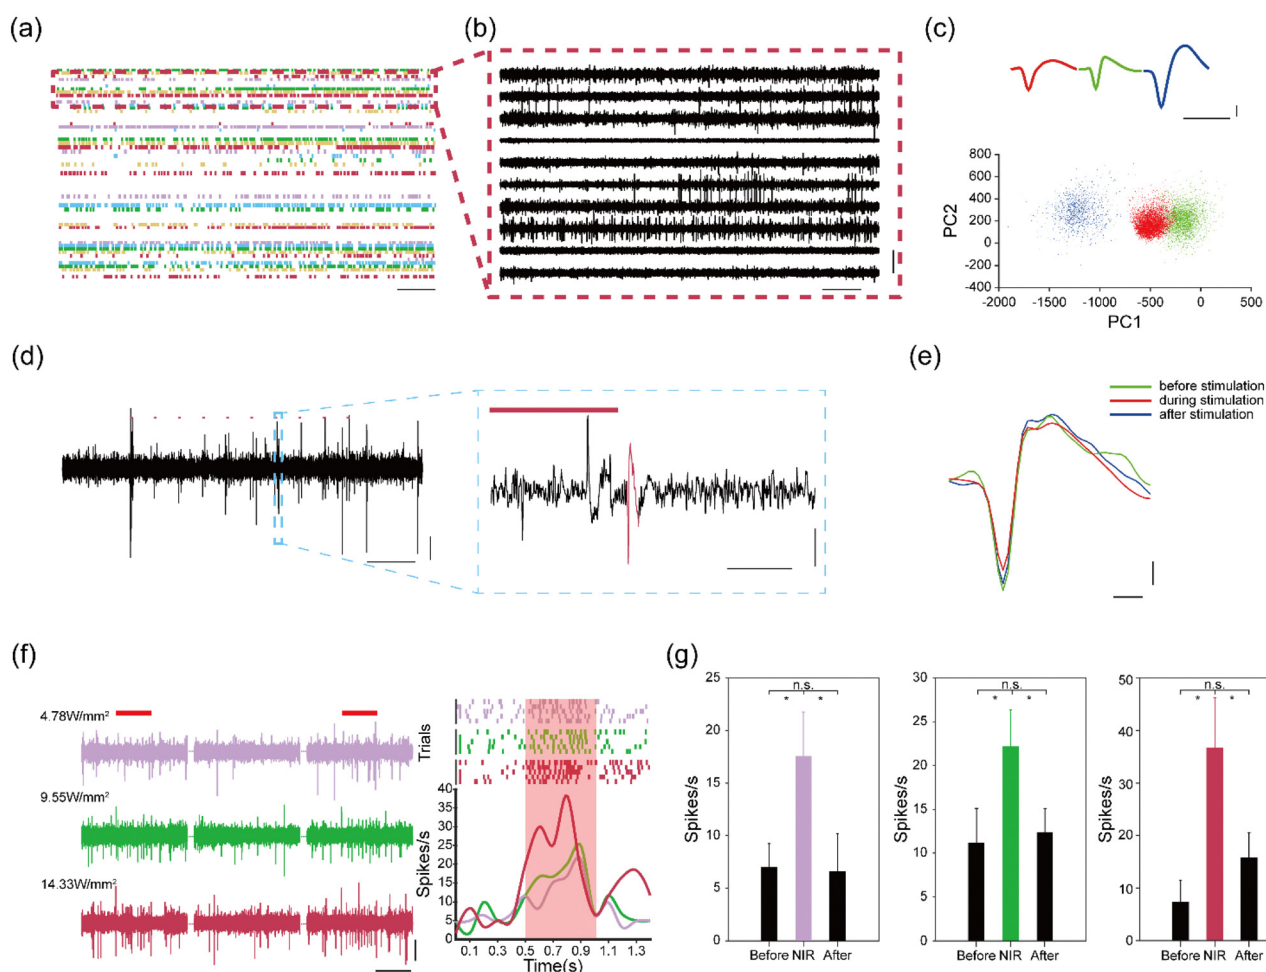 (a)
(b)
(c)
800
600
400
200
0
-200
-400
PC2
-2000 -1500 -1000 -500 0 500
PC1
(d)
(e)
before stimulation
during stimulation
after stimulation
(f)
4.78W/mm²
9.55W/mm²
14.33W/mm²
Trials
40
35
30
25
20
15
10
5
0
Spikes/s
0.1 0.3 0.5 0.7 0.9 1.1 1.3
Time(s)
(g)
25
20
15
10
5
0
Spikes/s
n.s.
* *
Before NIR After
30
25
20
15
10
5
0
Spikes/s
n.s.
* *
Before NIR After
50
40
30
20
10
0
Spikes/s
n.s.
* *
Before NIR After